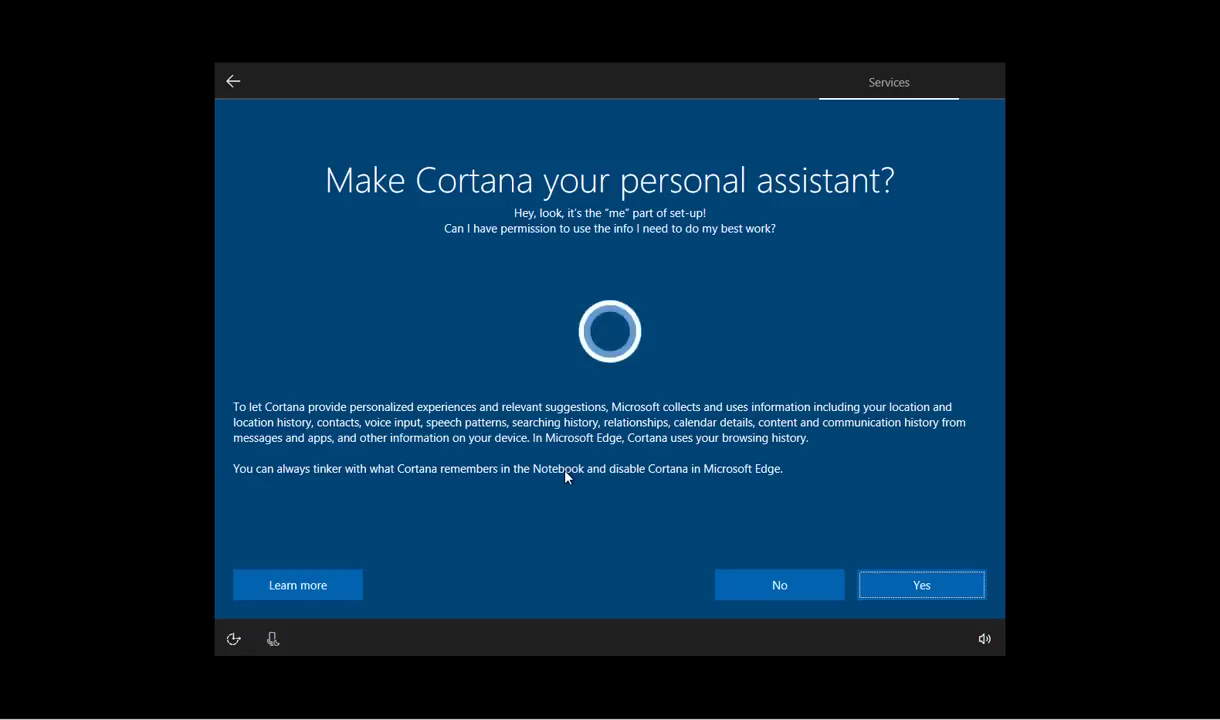 Services
Make Cortana your personal assistant?
Hey, look, it's the “me” part of set-up!
Can I have permission to use the info I need to do my best work?
To let Cortana provide personalized experiences and relevant suggestions, Microsoft collects and uses information including your location and
location history, contacts, voice input, speech patterns, searching history, relationships, calendar details, content and communication history from
messages and apps, and other information on your device. In Microsoft Edge, Cortana uses your browsing history.
You can always tinker with what Cortana remembers in the Notebook and disable Cortana in Microsoft Edge.
Learn more
No
Yes